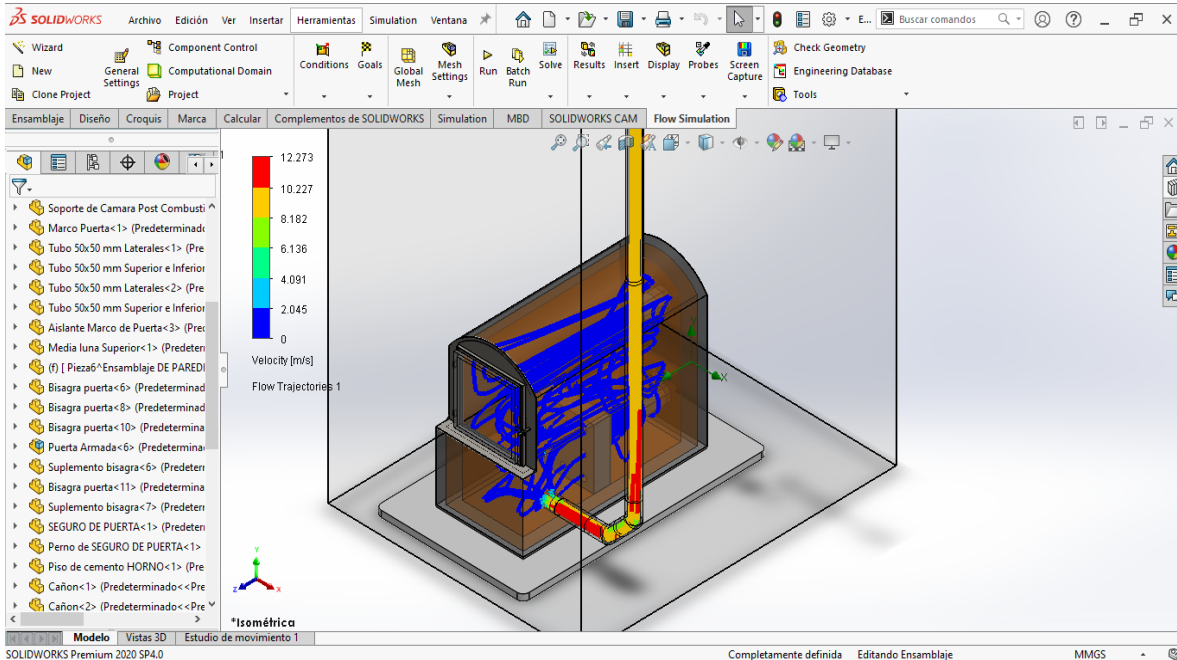 SOLIDWORKS Archivo Edición Ver Insertar Herramientas Simulation Ventana E... Buscar comandos
Wizard
New
Clone Project
General Settings
Component Control
Computational Domain
Project
Conditions
Goals
Global Mesh
Mesh Settings
Run
Batch Run
Solve
Results
Insert
Display
Probes
Screen Capture
Check Geometry
Engineering Database
Tools
Ensamblaje Diseño Croquis Marca Calcular Complementos de SOLIDWORKS Simulation MBD SOLIDWORKS CAM Flow Simulation
Soporte de Camara Post Combusti
Marco Puerta<1> (Predeterminado
Tubo 50x50 mm Laterales<1> (Pre
Tubo 50x50 mm Superior e Inferior
Tubo 50x50 mm Laterales<2> (Pre
Tubo 50x50 mm Superior e Inferior
Aislante Marco de Puerta<3> (Pred
Media luna Superior<1> (Predeter
(f) [ Pieza6^Ensamblaje DE PAREDI
Bisagra puerta<6> (Predeterminad
Bisagra puerta<8> (Predeterminad
Bisagra puerta<10> (Predetermina
Puerta Armada<6> (Predetermina
Suplemento bisagra<6> (Predeter
Bisagra puerta<11> (Predetermina
Suplemento bisagra<7> (Predeter
SEGURO DE PUERTA<1> (Predeter
Perno de SEGURO DE PUERTA<1>
Piso de cemento HORNO<1> (Pre
Cañon<1> (Predeterminado<<Pre
Cañon<2> (Predeterminado<<Pre
12.273
10.227
8.182
6.136
4.091
2.045
0
Velocity [m/s]
Flow Trajectories 1
X
Y
Z
X
*Isométrica
Modelo Vistas 3D Estudio de movimiento 1
SOLIDWORKS Premium 2020 SP4.0 Completamente definida Editando Ensamblaje MMGS